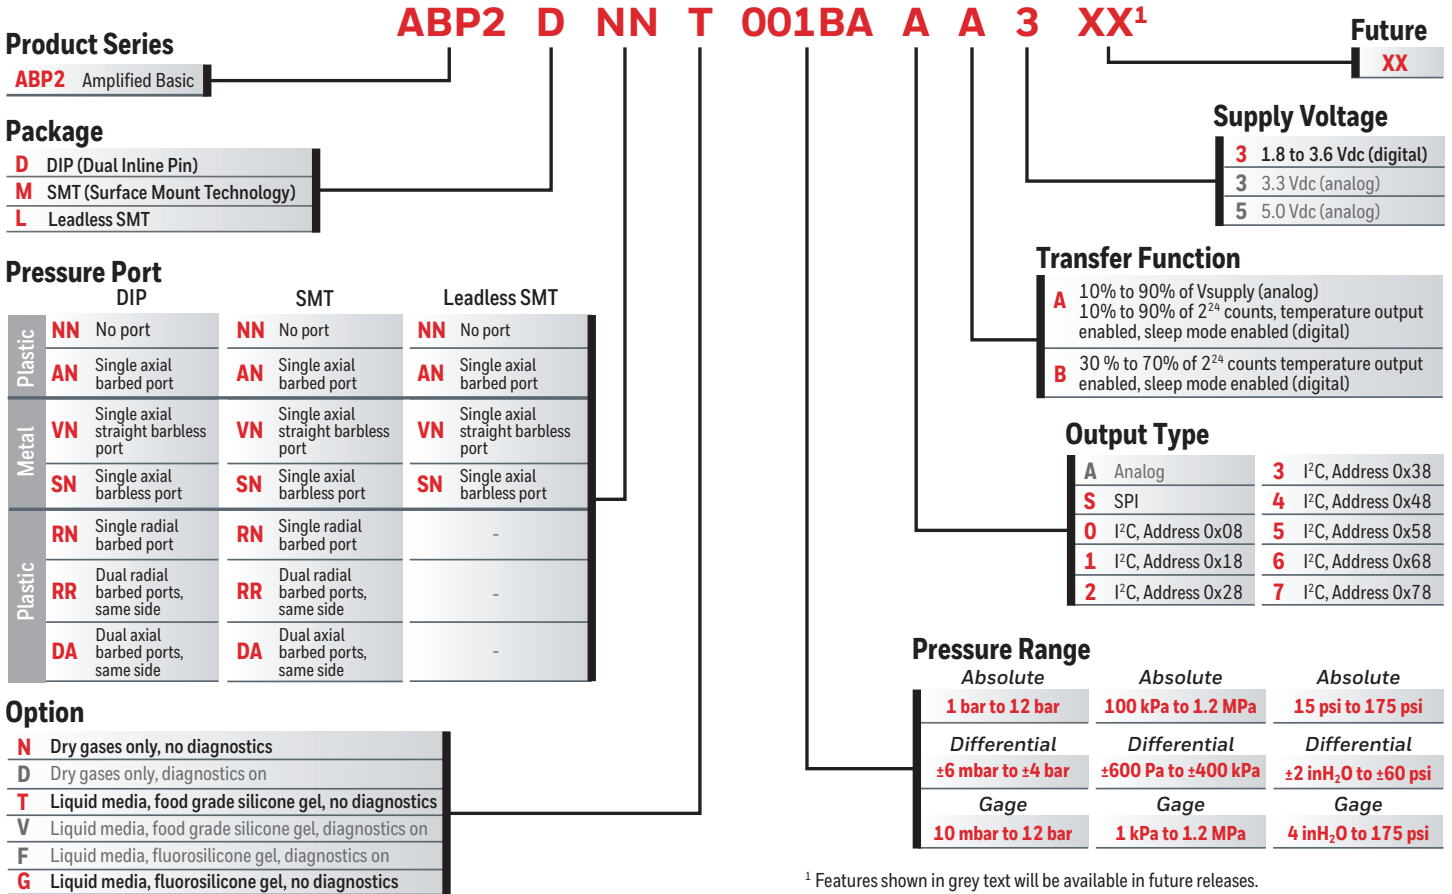 ABP2 D NN T 001BA A A 3 XX¹
Product Series
ABP2 Amplified Basic
Future
XX
Package
D DIP (Dual Inline Pin)
M SMT (Surface Mount Technology)
L Leadless SMT
Supply Voltage
3 1.8 to 3.6 Vdc (digital)
3 3.3 Vdc (analog)
5 5.0 Vdc (analog)
Pressure Port
DIP SMT Leadless SMT
Plastic
NN No port NN No port NN No port
AN Single axial barbed port AN Single axial barbed port AN Single axial barbed port
Metal
VN Single axial straight barbless port VN Single axial straight barbless port VN Single axial straight barbless port
SN Single axial barbless port SN Single axial barbless port SN Single axial barbless port
Plastic
RN Single radial barbed port RN Single radial barbed port -
RR Dual radial barbed ports, same side RR Dual radial barbed ports, same side -
DA Dual axial barbed ports, same side DA Dual axial barbed ports, same side -
Transfer Function
A 10% to 90% of Vsupply (analog)
10% to 90% of 2²⁴ counts, temperature output
enabled, sleep mode enabled (digital)
B 30 % to 70% of 2²⁴ counts temperature output
enabled, sleep mode enabled (digital)
Output Type
A Analog 3 I²C, Address 0x38
S SPI 4 I²C, Address 0x48
0 I²C, Address 0x08 5 I²C, Address 0x58
1 I²C, Address 0x18 6 I²C, Address 0x68
2 I²C, Address 0x28 7 I²C, Address 0x78
Option
N Dry gases only, no diagnostics
D Dry gases only, diagnostics on
T Liquid media, food grade silicone gel, no diagnostics
V Liquid media, food grade silicone gel, diagnostics on
F Liquid media, fluorosilicone gel, diagnostics on
G Liquid media, fluorosilicone gel, no diagnostics
Pressure Range
Absolute Absolute Absolute
1 bar to 12 bar 100 kPa to 1.2 MPa 15 psi to 175 psi
Differential Differential Differential
±6 mbar to ±4 bar ±600 Pa to ±400 kPa ±2 inH₂O to ±60 psi
Gage Gage Gage
10 mbar to 12 bar 1 kPa to 1.2 MPa 4 inH₂O to 175 psi
¹ Features shown in grey text will be available in future releases.